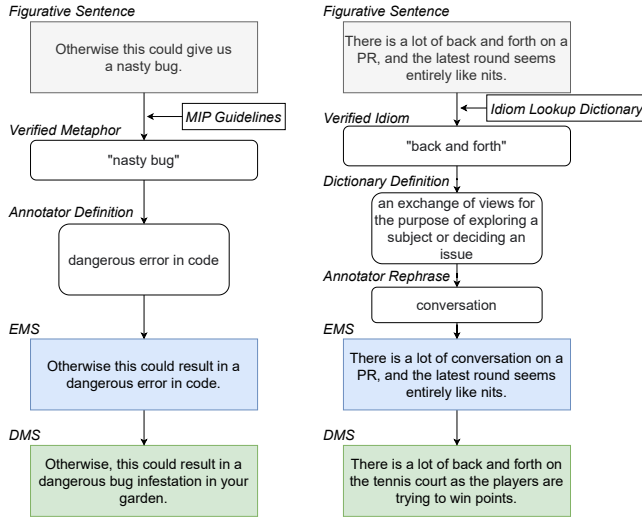 Figurative Sentence
Otherwise this could give us
a nasty bug.
MIP Guidelines
Verified Metaphor
"nasty bug"
Annotator Definition
dangerous error in code
EMS
Otherwise this could result in a
dangerous error in code.
DMS
Otherwise, this could result in a
dangerous bug infestation in your
garden.
Figurative Sentence
There is a lot of back and forth on a
PR, and the latest round seems
entirely like nits.
Idiom Lookup Dictionary
Verified Idiom
"back and forth"
Dictionary Definition
an exchange of views for
the purpose of exploring a
subject or deciding an
issue
Annotator Rephrase
conversation
EMS
There is a lot of conversation on a
PR, and the latest round seems
entirely like nits.
DMS
There is a lot of back and forth on
the tennis court as the players are
trying to win points.